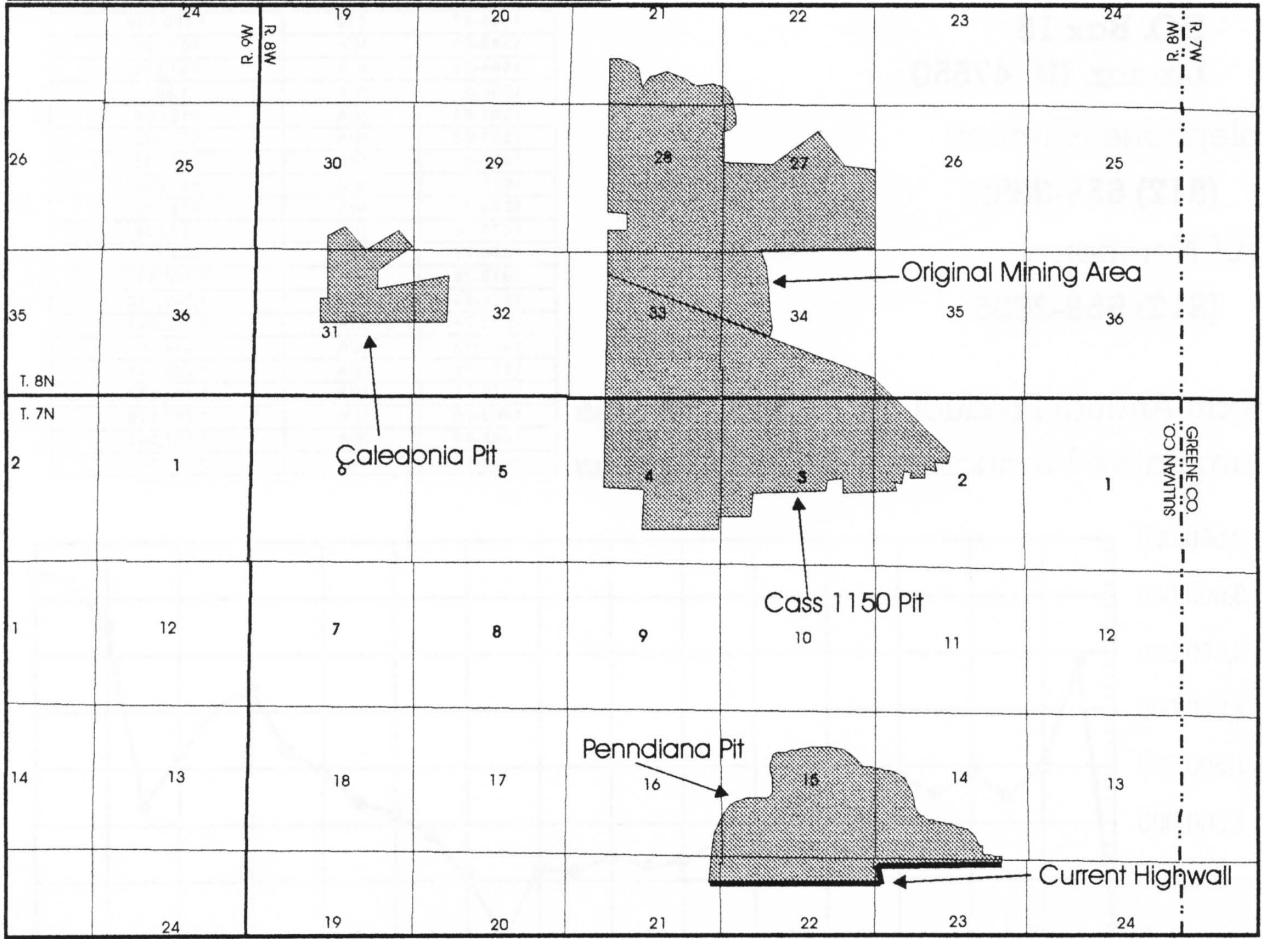 24 19 20 21 22 23 24
R. 9W
R. 8W
R. 8W
R. 7W
26 25 30 29 28 27 26 25
Original Mining Area
35 36 31 32 33 34 35 36
T. 8N
T. 7N
Caledonia Pit
SULLIVAN CO.
GREENE CO.
2 1 6 5 4 3 2 1
Cass 1150 Pit
1 12 7 8 9 10 11 12
Penndiana Pit
14 13 18 17 16 15 14 13
Current Highwall
24 19 20 21 22 23 24